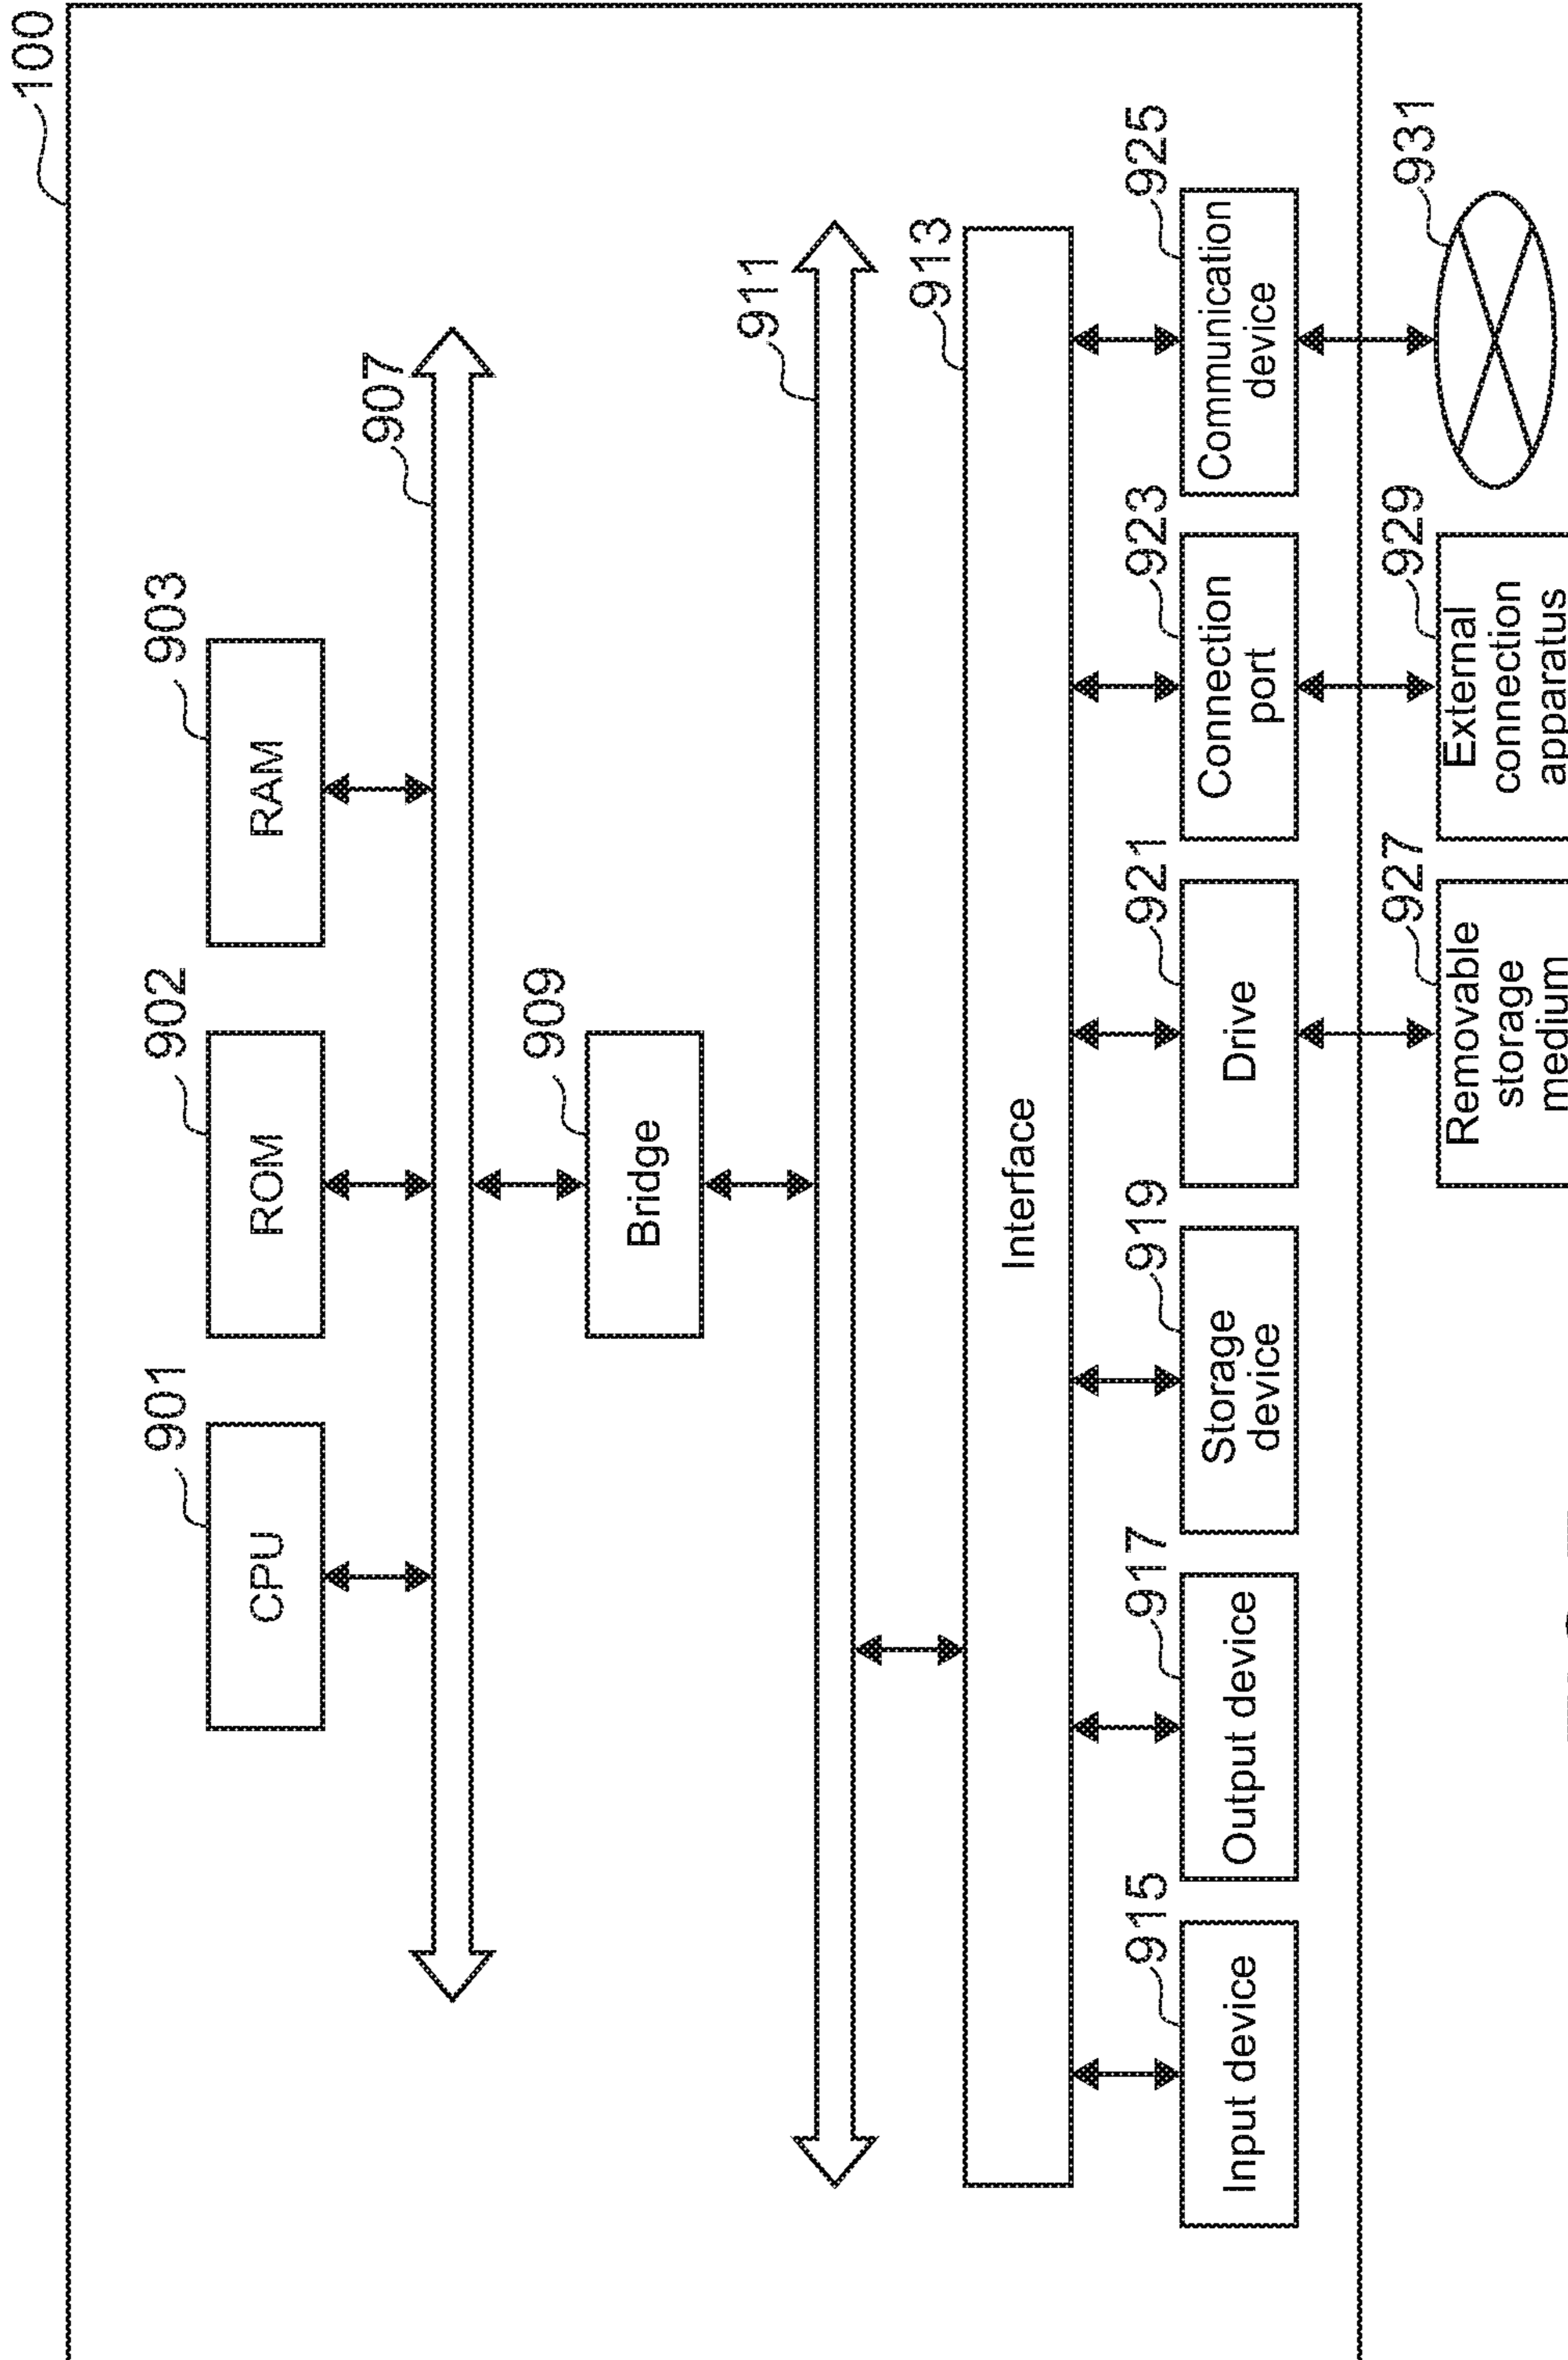 100
901
902
903
CPU
ROM
RAM
907
909
Bridge
911
913
Interface
915
917
919
921
923
925
Input device
Output device
Storage
device
Drive
Connection
port
Communication
device
927
929
931
Removable
storage
medium
External
connection
apparatus